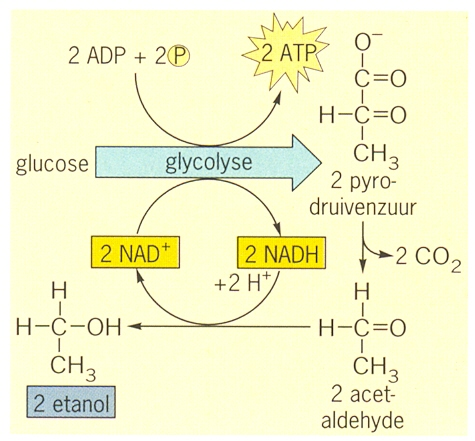 2 ADP + 2 P
2 ATP
O⁻
C=O
H–C=O
CH₃
glucose
glycolyse
2 pyro-
druivenzuur
2 NAD⁺
2 NADH
+2 H⁺
2 CO₂
H
H–C–OH
CH₃
2 etanol
H
H–C=O
CH₃
2 acet-
aldehyde